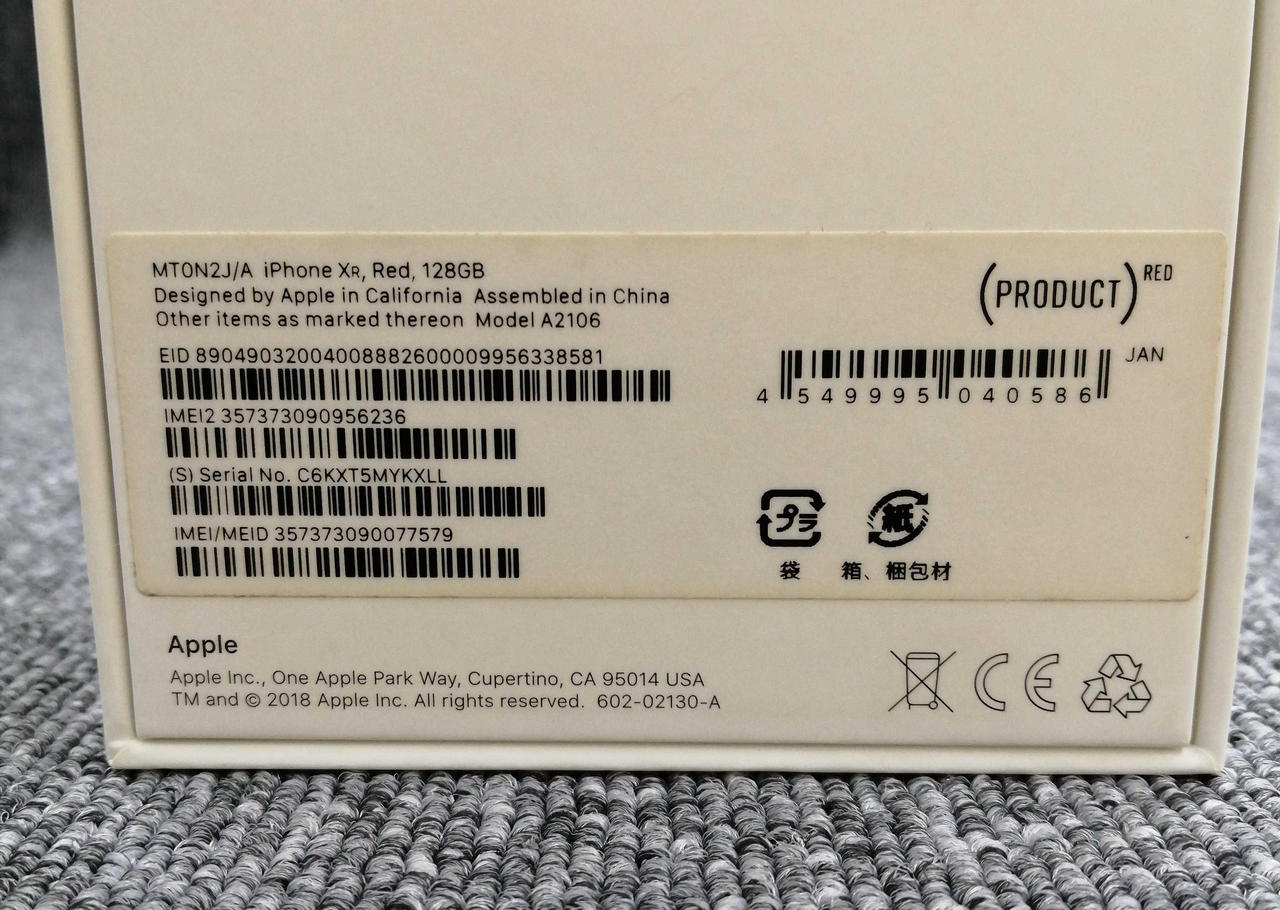 MT0N2J/A iPhone XR, Red, 128GB
Designed by Apple in California Assembled in China
Other items as marked thereon Model A2106
(PRODUCT)RED
EID 89049032004008882600009956338581
IMEI2 357373090956236
(S) Serial No. C6KXT5MYKXLL
IMEI/MEID 357373090077579
JAN
4 549995 040586
プラ
紙
袋
箱、梱包材
Apple
Apple Inc., One Apple Park Way, Cupertino, CA 95014 USA
TM and © 2018 Apple Inc. All rights reserved. 602-02130-A
CE